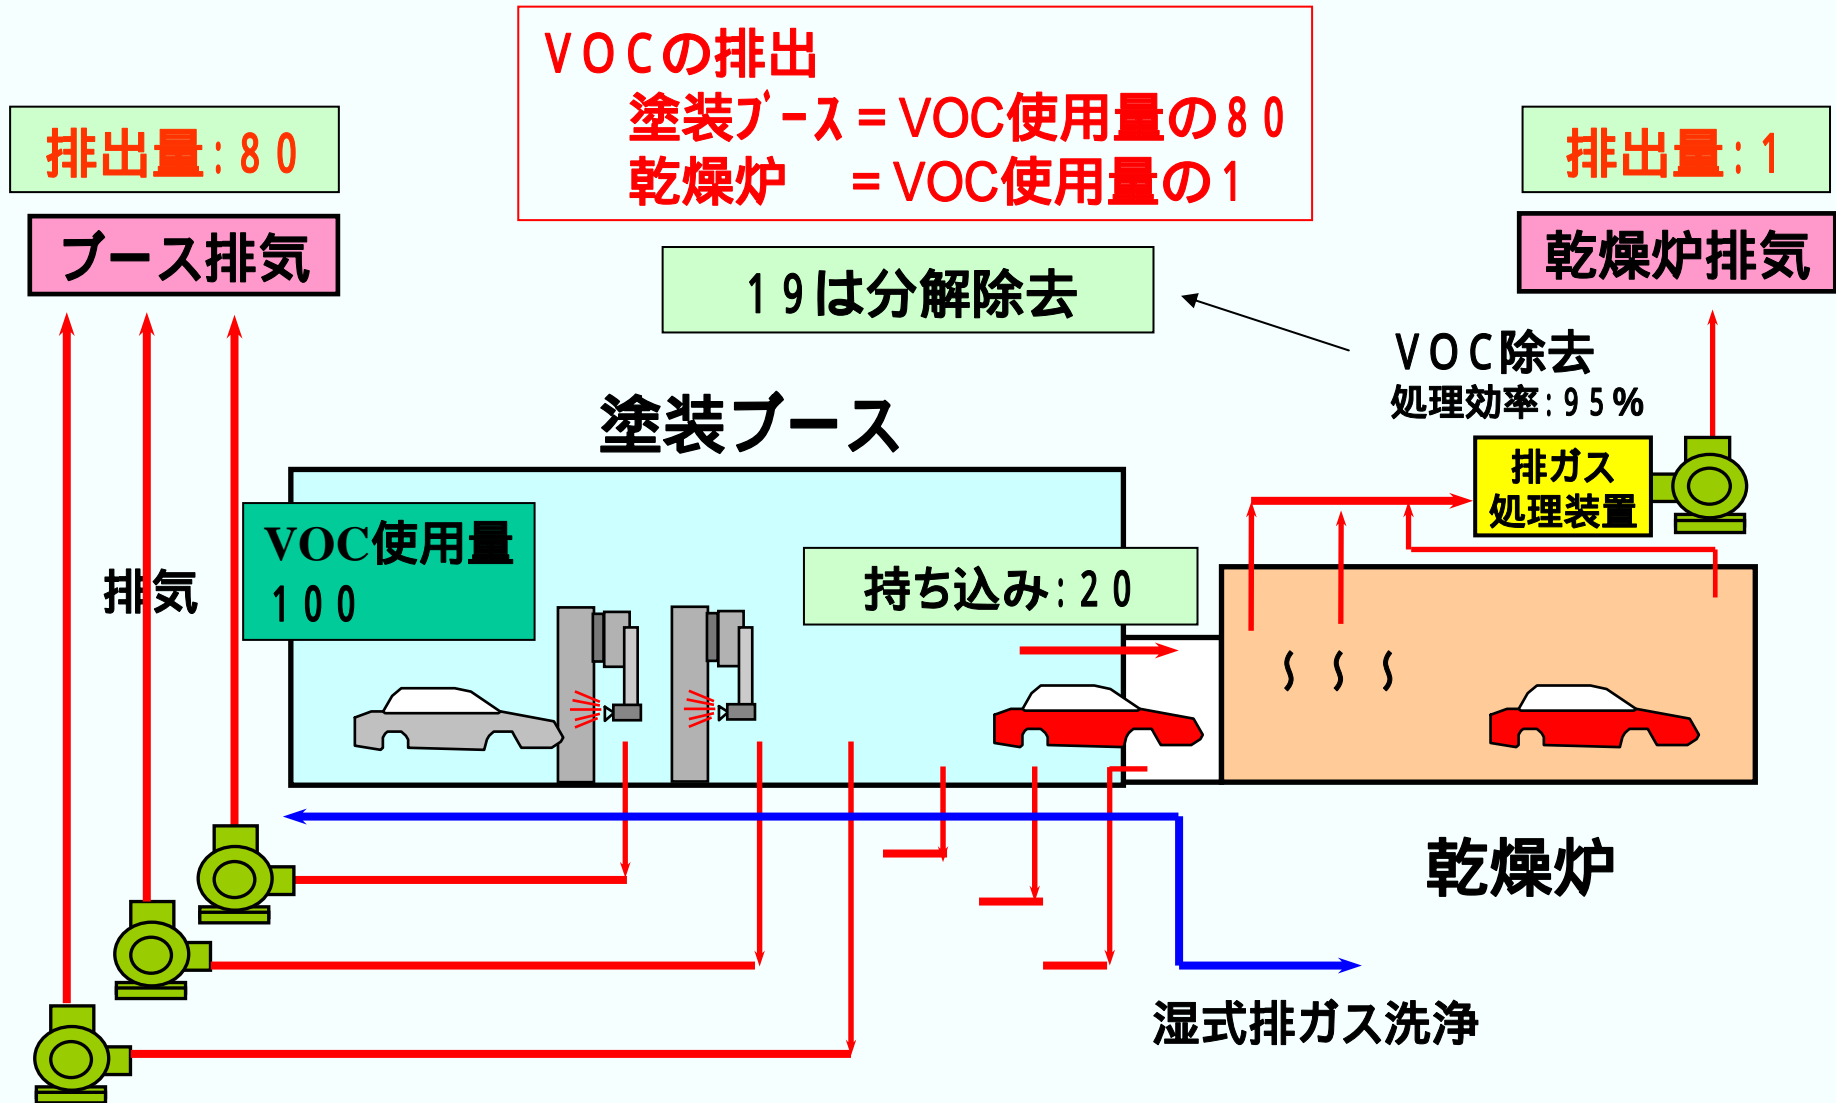 ＶＯＣの排出
塗装ﾌﾞｰｽ＝VOC使用量の８０
乾燥炉　＝VOC使用量の１
排出量：８０
排出量：１
ブース排気
乾燥炉排気
１９は分解除去
ＶＯＣ除去
処理効率：９５％
塗装ブース
排ガス
処理装置
VOC使用量
１００
持ち込み：２０
排気
乾燥炉
湿式排ガス洗浄